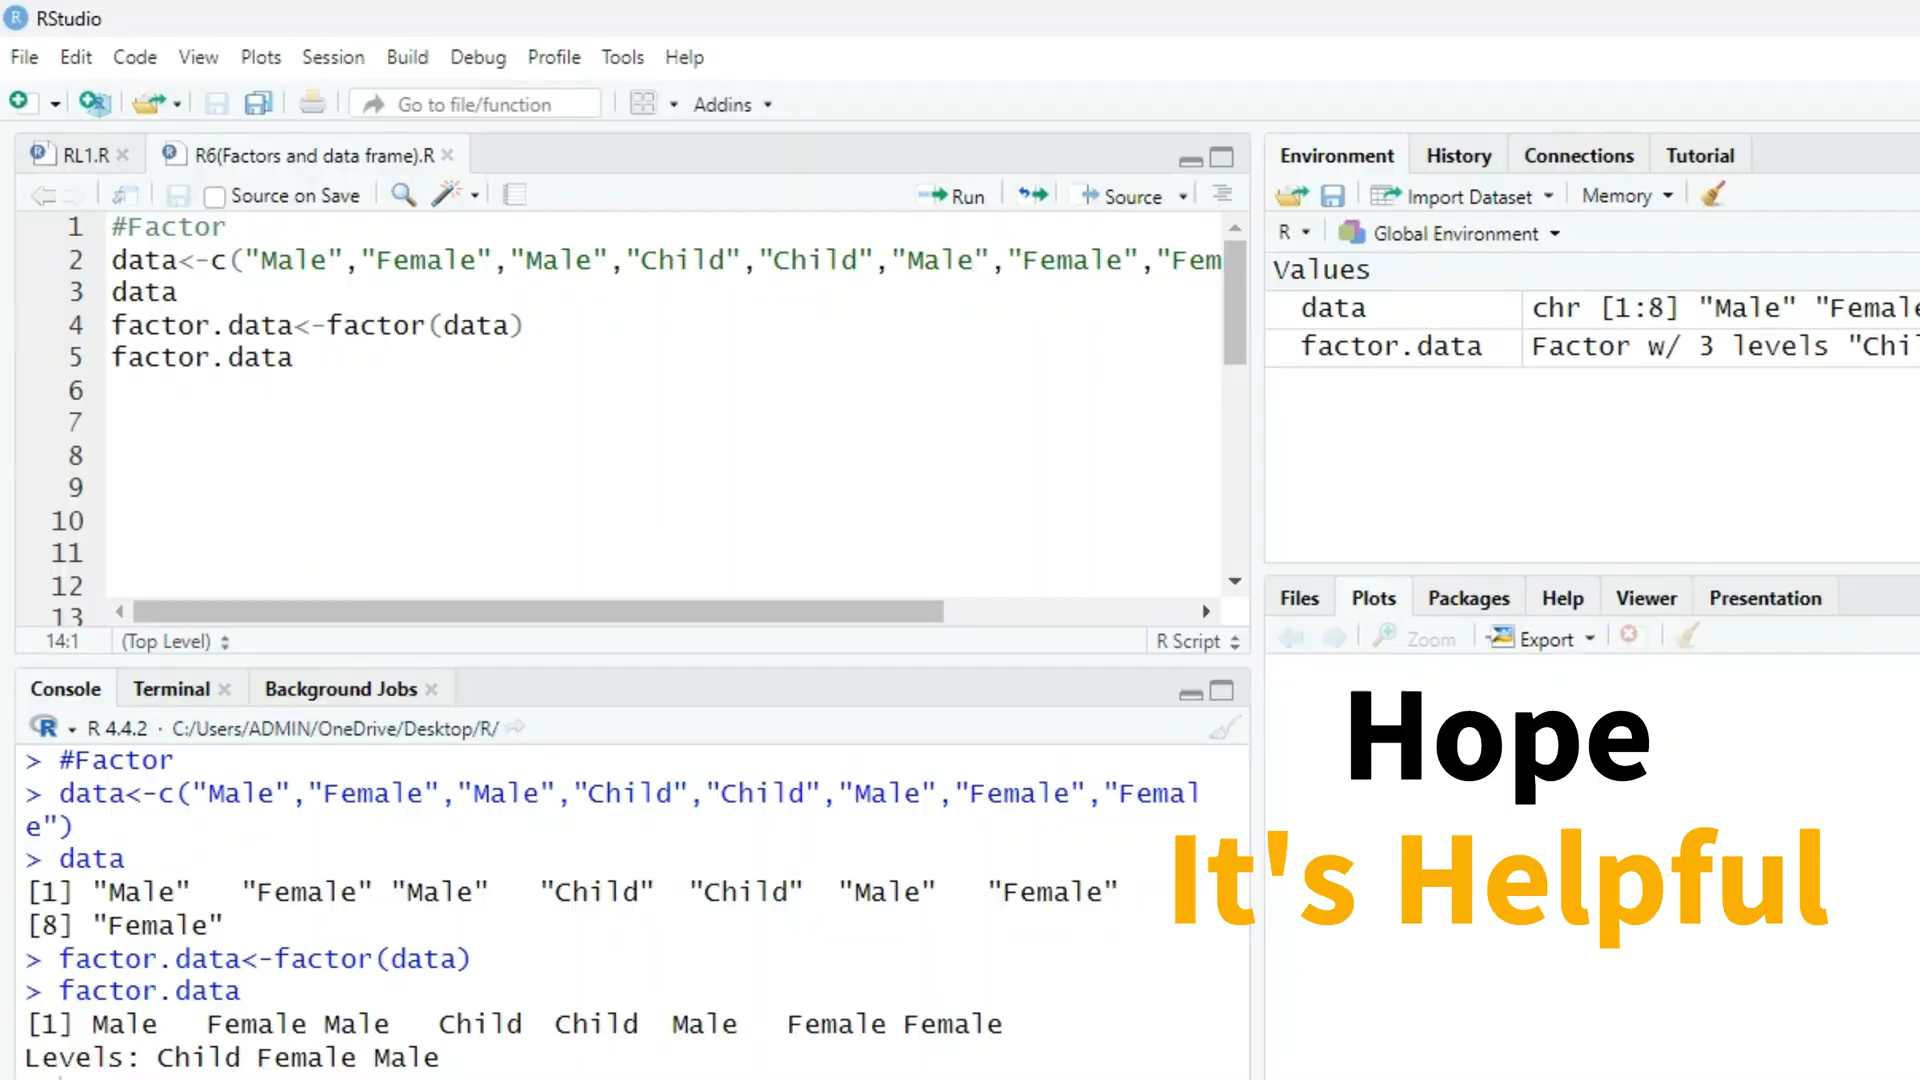 RStudio
File Edit Code View Plots Session Build Debug Profile Tools Help
Go to file/function Addins
RL1.R R6(Factors and data frame).R
Source on Save Run Source
1 #Factor
2 data<-c("Male","Female","Male","Child","Child","Male","Female","Fem
3 data
4 factor.data<-factor(data)
5 factor.data
6
7
8
9
10
11
12
13
14:1 (Top Level) R Script
Console Terminal Background Jobs
R 4.4.2 · C:/Users/ADMIN/OneDrive/Desktop/R/
> #Factor
> data<-c("Male","Female","Male","Child","Child","Male","Female","Femal
e")
> data
[1] "Male" "Female" "Male" "Child" "Child" "Male" "Female"
[8] "Female"
> factor.data<-factor(data)
> factor.data
[1] Male Female Male Child Child Male Female Female
Levels: Child Female Male
Environment History Connections Tutorial
Import Dataset Memory
R Global Environment
Values
data chr [1:8] "Male" "Female
factor.data Factor w/ 3 levels "Chil
Files Plots Packages Help Viewer Presentation
Zoom Export
Hope
It's Helpful